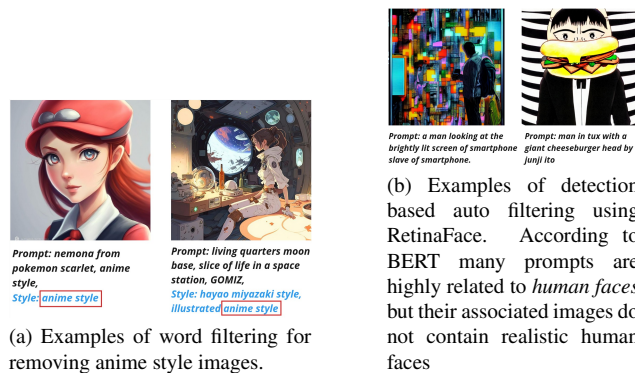 Prompt: nemona from
pokemon scarlet, anime
style,
Style: anime style
Prompt: living quarters moon
base, slice of life in a space
station, GOMIZ,
Style: hayao miyazaki style,
illustrated anime style
(a) Examples of word filtering for
removing anime style images.
Prompt: a man looking at the
brightly lit screen of smartphone
slave of smartphone.
Prompt: man in tux with a
giant cheeseburger head by
junji ito
(b) Examples of detection
based auto filtering using
RetinaFace. According to
BERT many prompts are
highly related to human faces
but their associated images do
not contain realistic human
faces